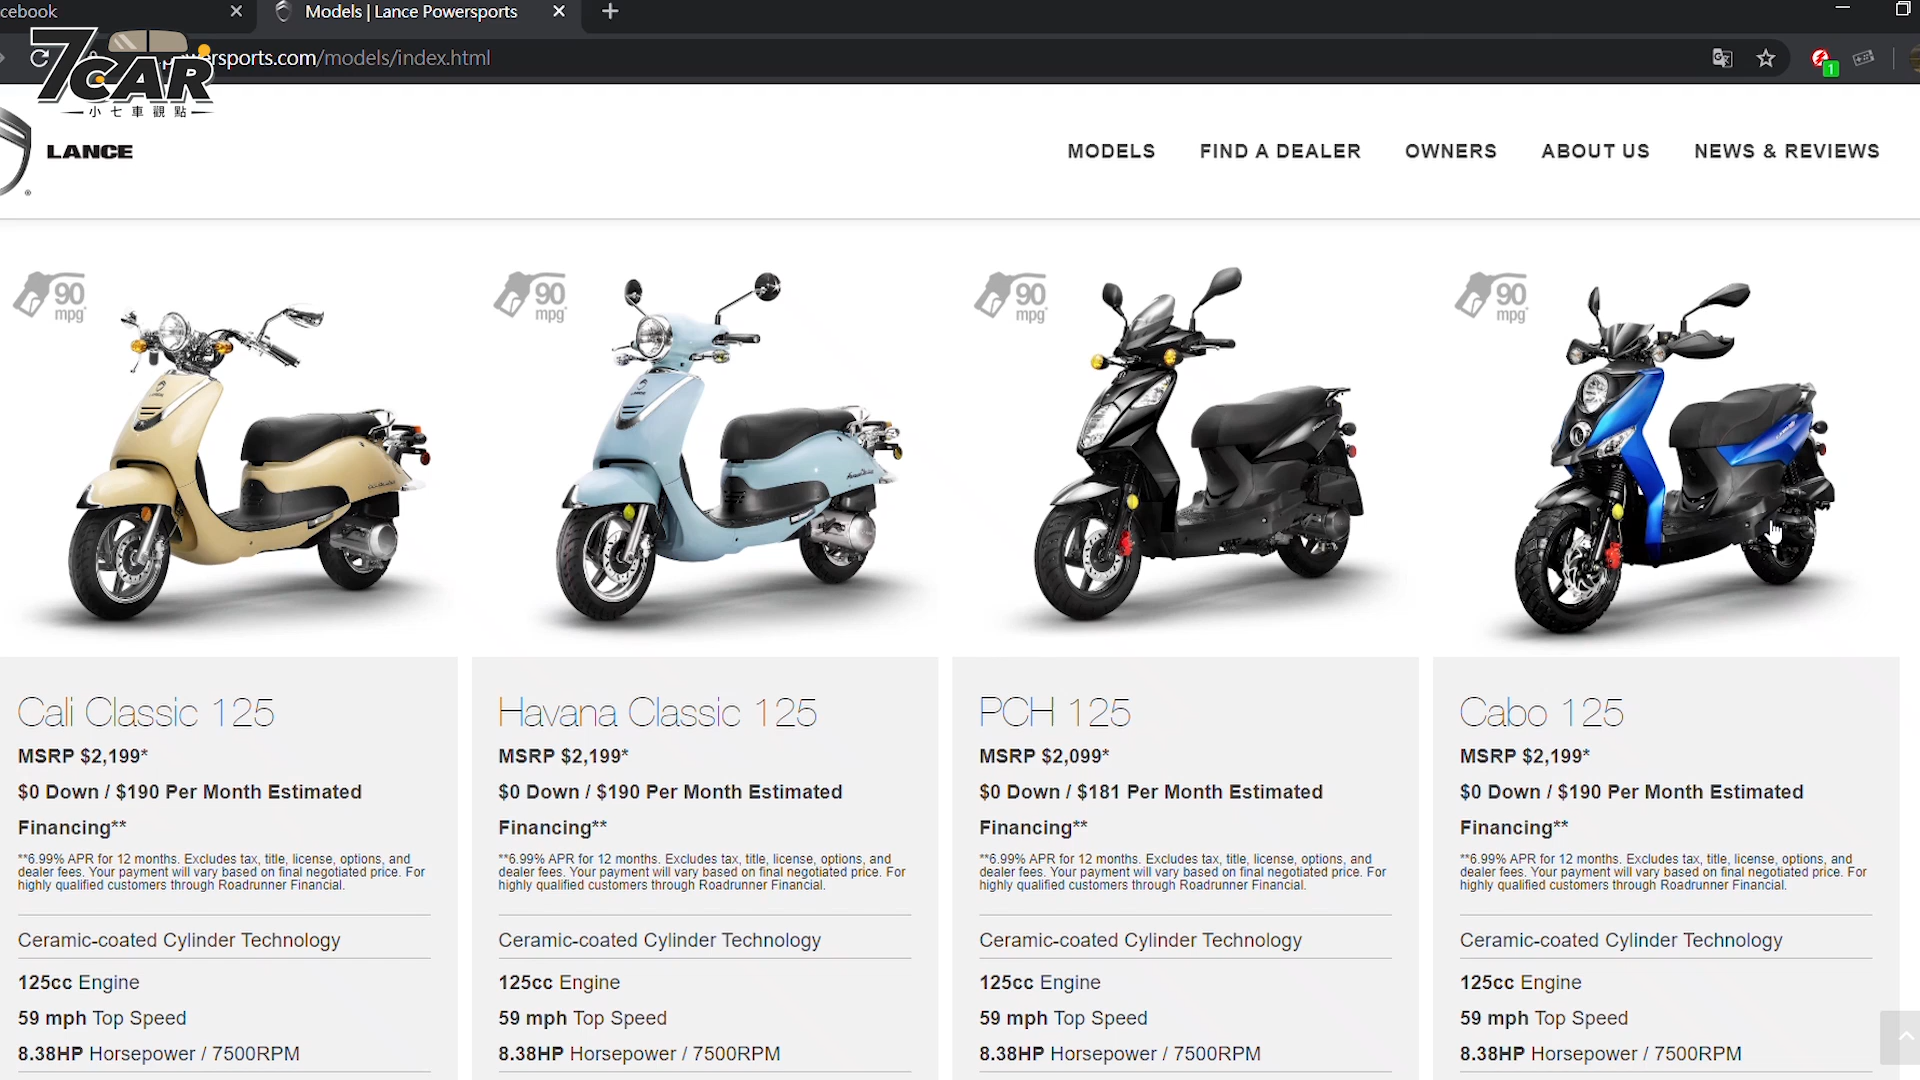 cebook
Models | Lance Powersports
7CAR
小七車觀點
rsports.com/models/index.html
1
LANCE
MODELS
FIND A DEALER
OWNERS
ABOUT US
NEWS & REVIEWS
90
mpg*
90
mpg*
90
mpg*
90
mpg*
Cali Classic 125
MSRP $2,199*
$0 Down / $190 Per Month Estimated
Financing**
**6.99% APR for 12 months. Excludes tax, title, license, options, and
dealer fees. Your payment will vary based on final negotiated price. For
highly qualified customers through Roadrunner Financial.
Ceramic-coated Cylinder Technology
125cc Engine
59 mph Top Speed
8.38HP Horsepower / 7500RPM
Havana Classic 125
MSRP $2,199*
$0 Down / $190 Per Month Estimated
Financing**
**6.99% APR for 12 months. Excludes tax, title, license, options, and
dealer fees. Your payment will vary based on final negotiated price. For
highly qualified customers through Roadrunner Financial.
Ceramic-coated Cylinder Technology
125cc Engine
59 mph Top Speed
8.38HP Horsepower / 7500RPM
PCH 125
MSRP $2,099*
$0 Down / $181 Per Month Estimated
Financing**
**6.99% APR for 12 months. Excludes tax, title, license, options, and
dealer fees. Your payment will vary based on final negotiated price. For
highly qualified customers through Roadrunner Financial.
Ceramic-coated Cylinder Technology
125cc Engine
59 mph Top Speed
8.38HP Horsepower / 7500RPM
Cabo 125
MSRP $2,199*
$0 Down / $190 Per Month Estimated
Financing**
**6.99% APR for 12 months. Excludes tax, title, license, options, and
dealer fees. Your payment will vary based on final negotiated price. For
highly qualified customers through Roadrunner Financial.
Ceramic-coated Cylinder Technology
125cc Engine
59 mph Top Speed
8.38HP Horsepower / 7500RPM